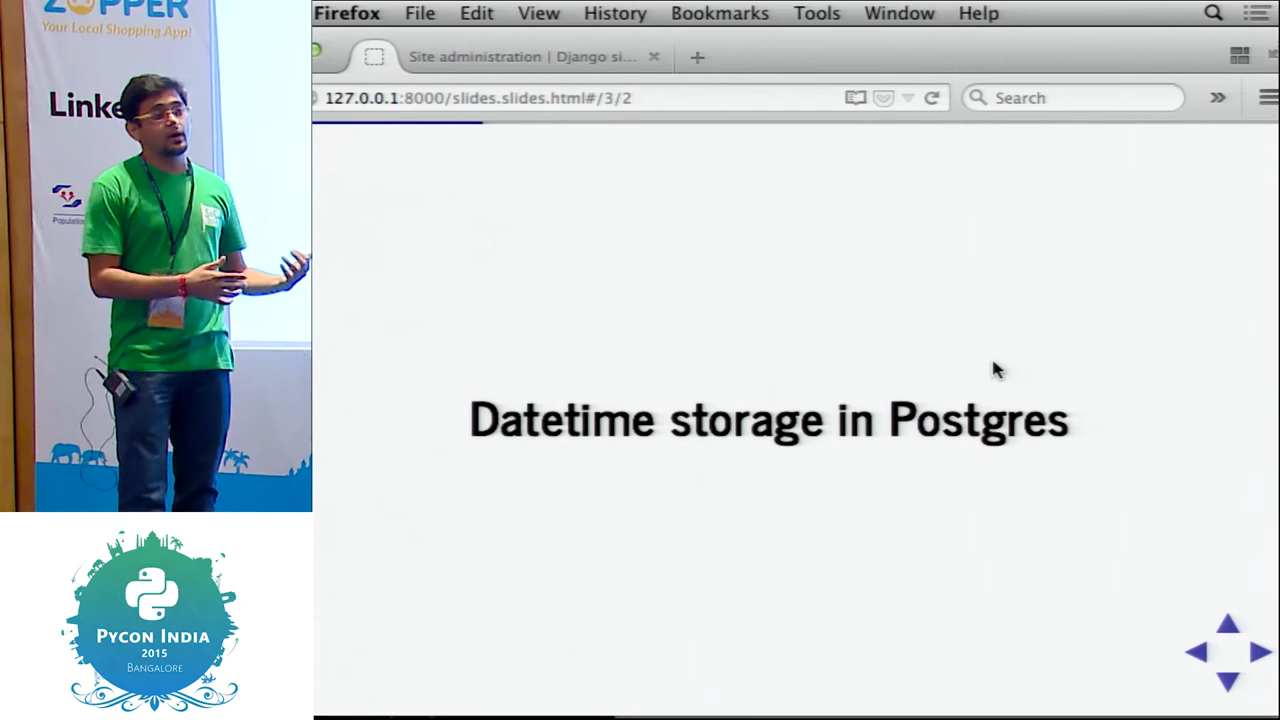 ZOPPER
Your Local Shopping App!
Linke
Population
Firefox File Edit View History Bookmarks Tools Window Help
Site administration | Django si...
127.0.0.1:8000/slides.slides.html#/3/2
Search
Datetime storage in Postgres
PYCON INDIA
2015
BANGALORE